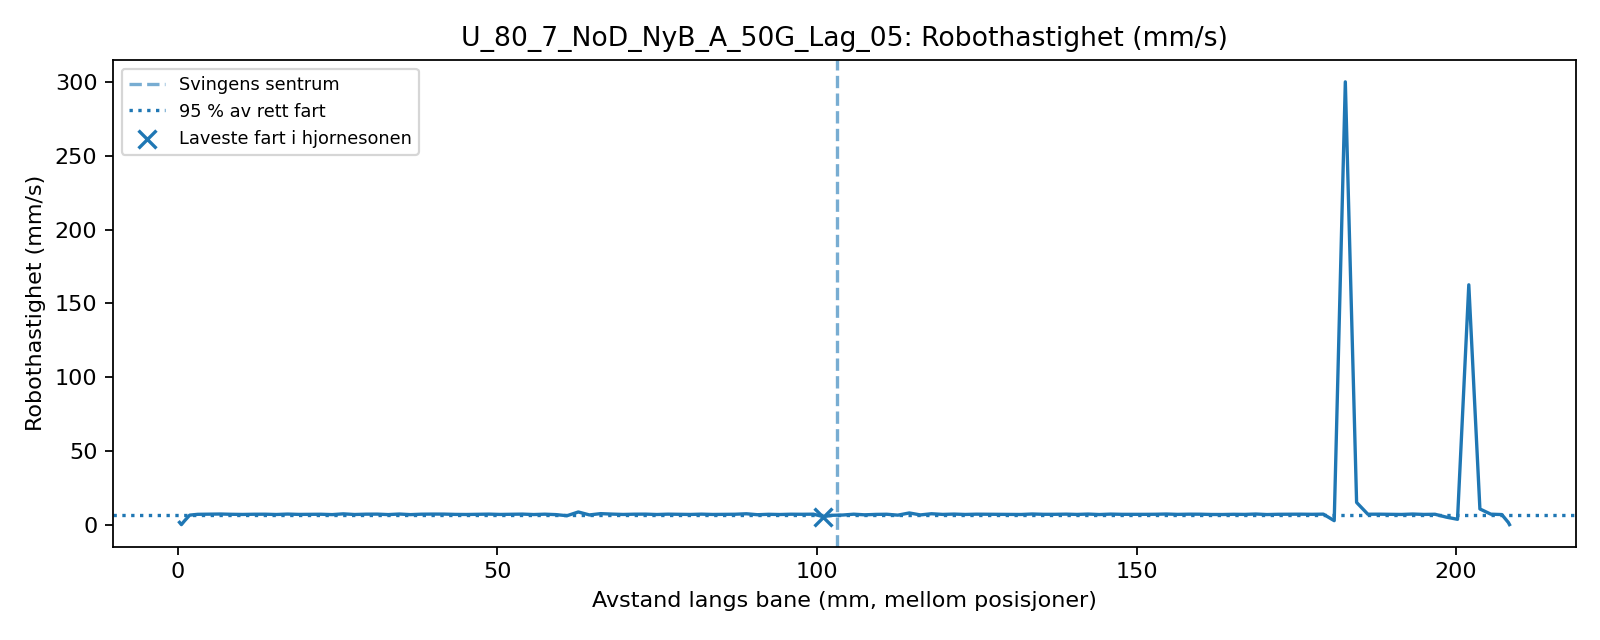 U_80_7_NoD_NyB_A_50G_Lag_05: Robothastighet (mm/s)
Svingens sentrum
95 % av rett fart
Laveste fart i hjornesonen
Robothastighet (mm/s)
300
250
200
150
100
50
0
0 50 100 150 200
Avstand langs bane (mm, mellom posisjoner)